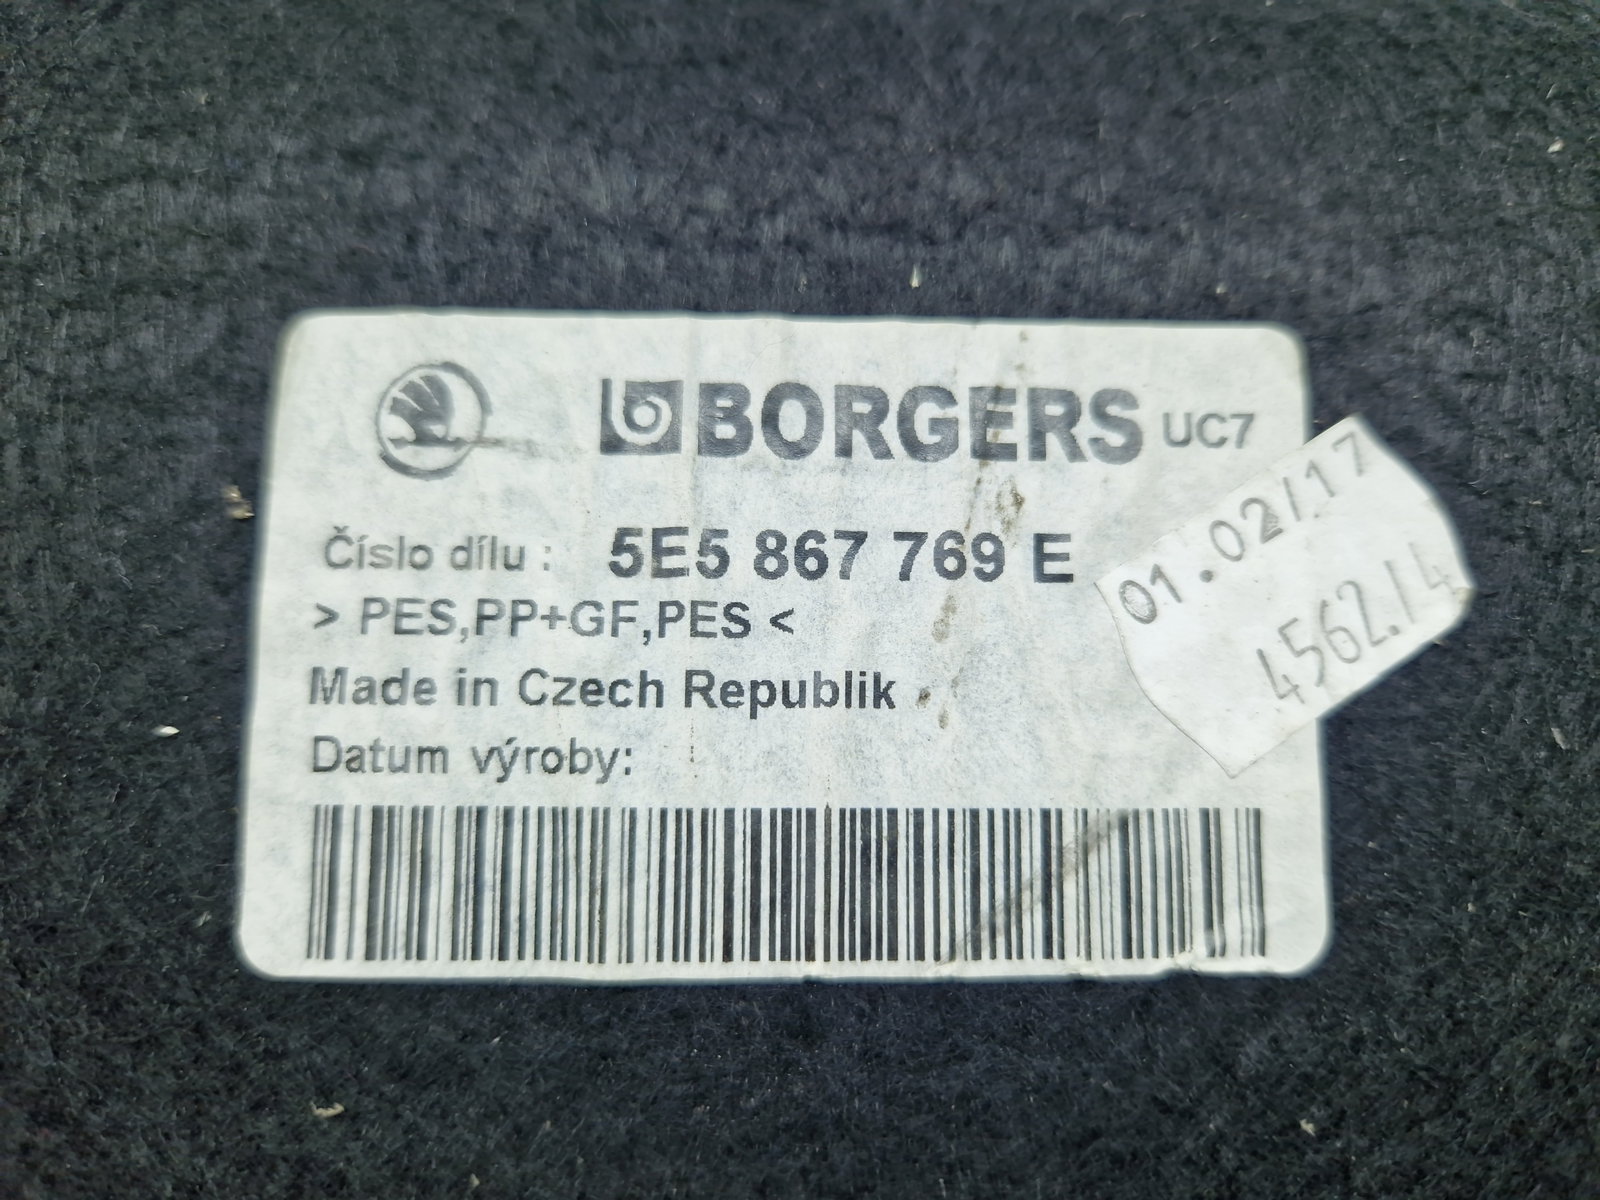 BORGERS UC7
Číslo dílu : 5E5 867 769 E
> PES,PP+GF,PES <
Made in Czech Republik
Datum výroby:
01.02/17
4562./4